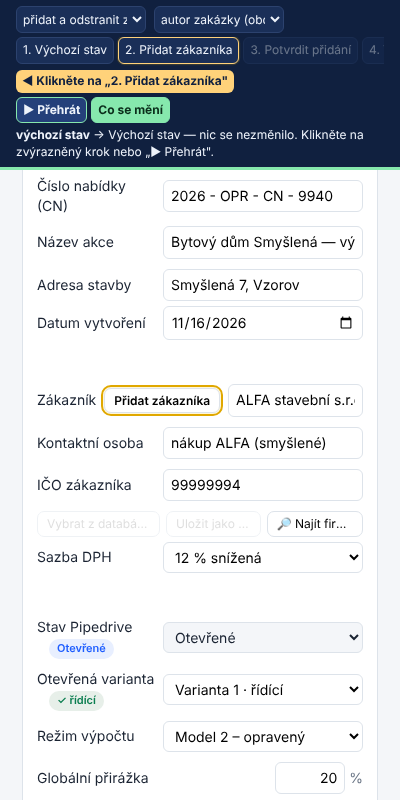 přidat a odstranit z
autor zakázky (obc
1. Výchozí stav
2. Přidat zákazníka
3. Potvrdit přidání
4.
◀ Klikněte na „2. Přidat zákazníka"
▶ Přehrát
Co se mění
výchozí stav → Výchozí stav — nic se nezměnilo. Klikněte na
zvýrazněný krok nebo „▶ Přehrát".
Číslo nabídky
(CN)
2026 - OPR - CN - 9940
Název akce
Bytový dům Smyšlená — vý
Adresa stavby
Smyšlená 7, Vzorov
Datum vytvoření
11/16/2026
Zákazník
Přidat zákazníka
ALFA stavební s.r.
Kontaktní osoba
nákup ALFA (smyšlené)
IČO zákazníka
99999994
Vybrat z databá...
Uložit jako ...
🔎 Najít fir...
Sazba DPH
12 % snížená
Stav Pipedrive
Otevřené
Otevřené
Otevřená varianta
✓ řídící
Varianta 1 · řídící
Režim výpočtu
Model 2 – opravený
Globální přirážka
20 %